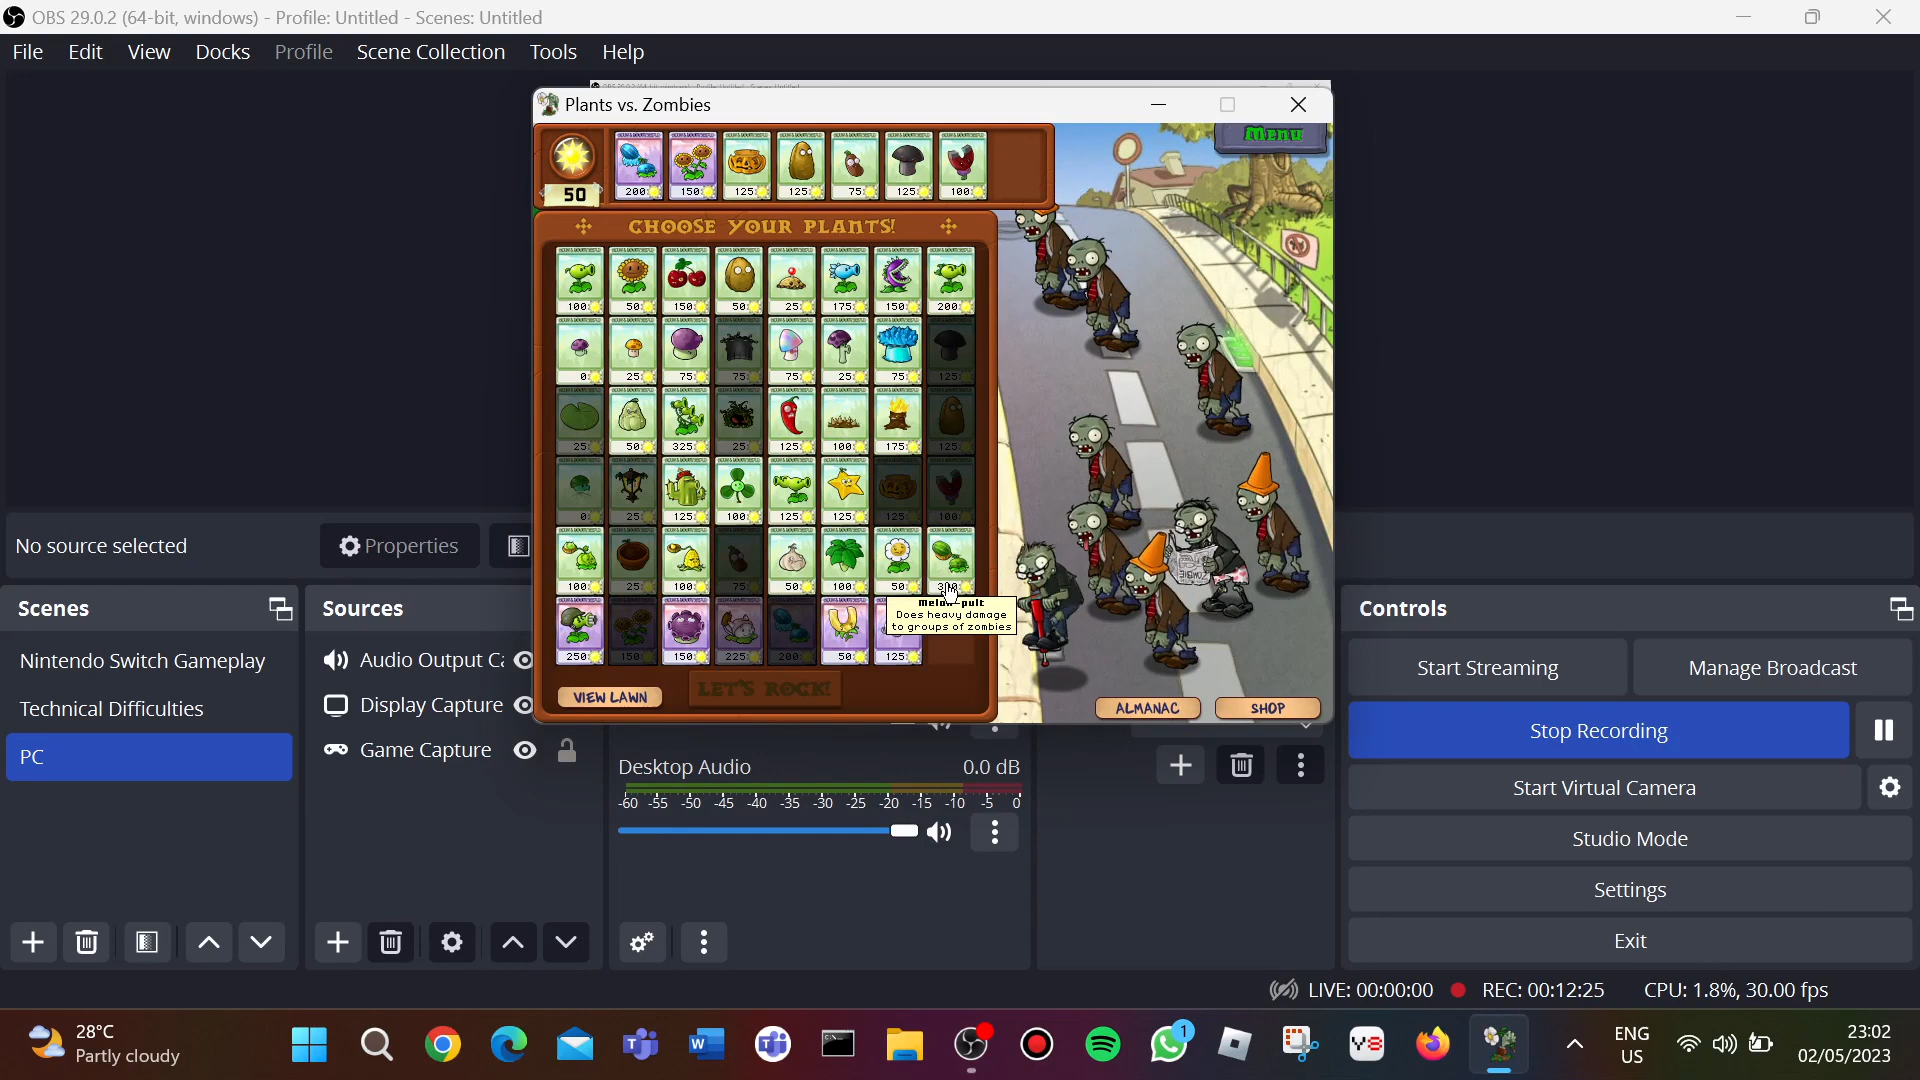 OBS 29.0.2 (64-bit, windows) - Profile: Untitled - Scenes: Untitled
File Edit View Docks Profile Scene Collection Tools Help
Plants vs. Zombies
MENU
50
200 150 125 125 75 125 100
CHOOSE YOUR PLANTS!
100 50 150 50 25 175 150 200
0 25 75 75 75 25 75 125
25 50 325 25 125 100 175 125
0 25 125 100 125 125 125 100
100 25 100 75 50 100 50
Melon-pult
Does heavy damage
to groups of zombies
250 150 150 225 200 50 125
VIEW LAWN
LET'S ROCK!
ALMANAC
SHOP
ZOMBIE
No source selected
Properties
Scenes
Nintendo Switch Gameplay
Technical Difficulties
PC
Sources
Audio Output Ca
Display Capture
Game Capture
Desktop Audio 0.0 dB
-60 -55 -50 -45 -40 -35 -30 -25 -20 -15 -10 -5 0
Controls
Start Streaming
Manage Broadcast
Stop Recording
Start Virtual Camera
Studio Mode
Settings
Exit
LIVE: 00:00:00 REC: 00:12:25 CPU: 1.8%, 30.00 fps
28°C
Partly cloudy
1
ENG
US
23:02
02/05/2023